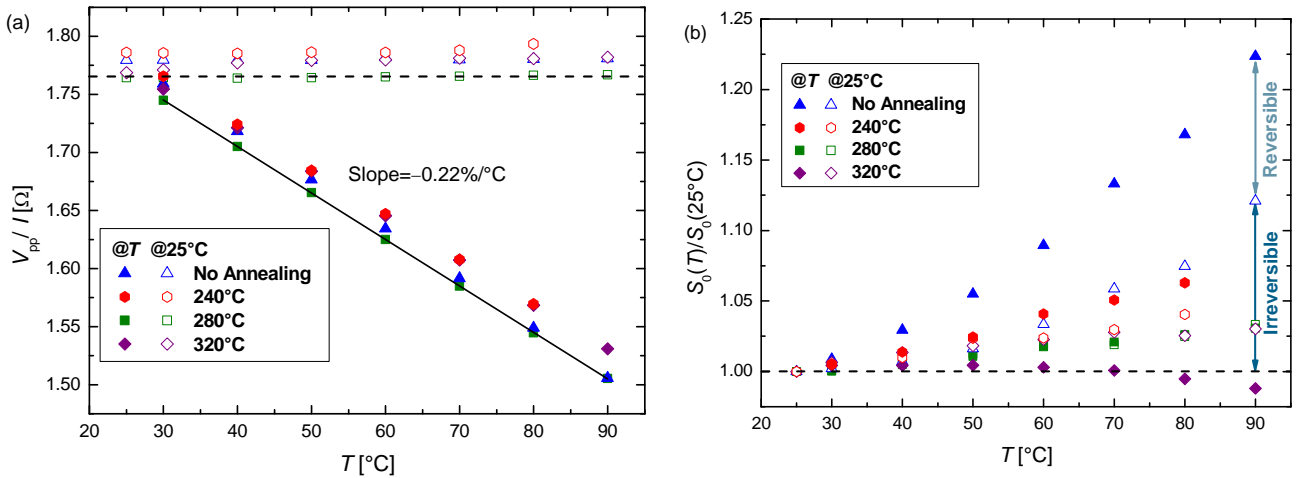 (a)
1.80
1.75
1.70
1.65
1.60
1.55
1.50
V_pp / I [Ω]
Slope=−0.22%/°C
@T @25°C
No Annealing
240°C
280°C
320°C
20 30 40 50 60 70 80 90
T [°C]
(b)
1.25
1.20
1.15
1.10
1.05
1.00
S_0(T)/S_0(25°C)
@T @25°C
No Annealing
240°C
280°C
320°C
Reversible
Irreversible
20 30 40 50 60 70 80 90
T [°C]